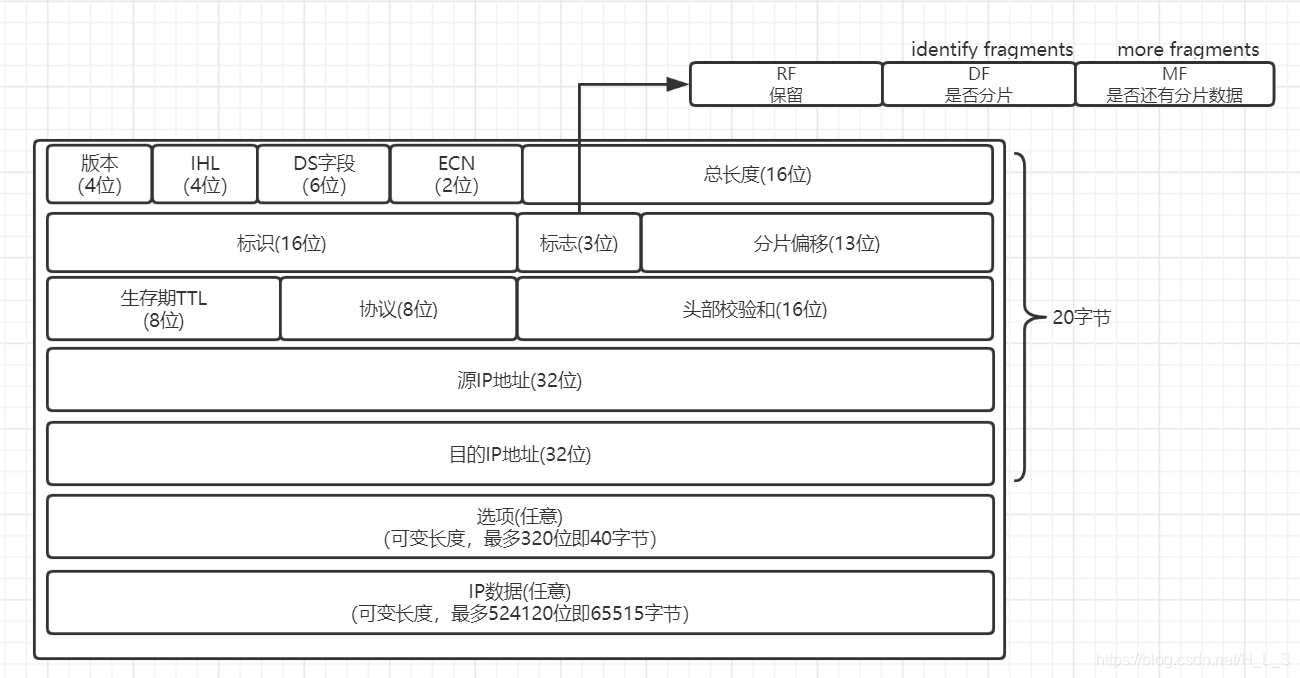 identify fragments
more fragments
RF
保留
DF
是否分片
MF
是否还有分片数据
版本
(4位)
IHL
(4位)
DS字段
(6位)
ECN
(2位)
总长度(16位)
标识(16位)
标志(3位)
分片偏移(13位)
生存期TTL
(8位)
协议(8位)
头部校验和(16位)
20字节
源IP地址(32位)
目的IP地址(32位)
选项(任意)
(可变长度，最多320位即40字节)
IP数据(任意)
(可变长度，最多524120位即65515字节)
https://blog.csdn.net/H_L_S